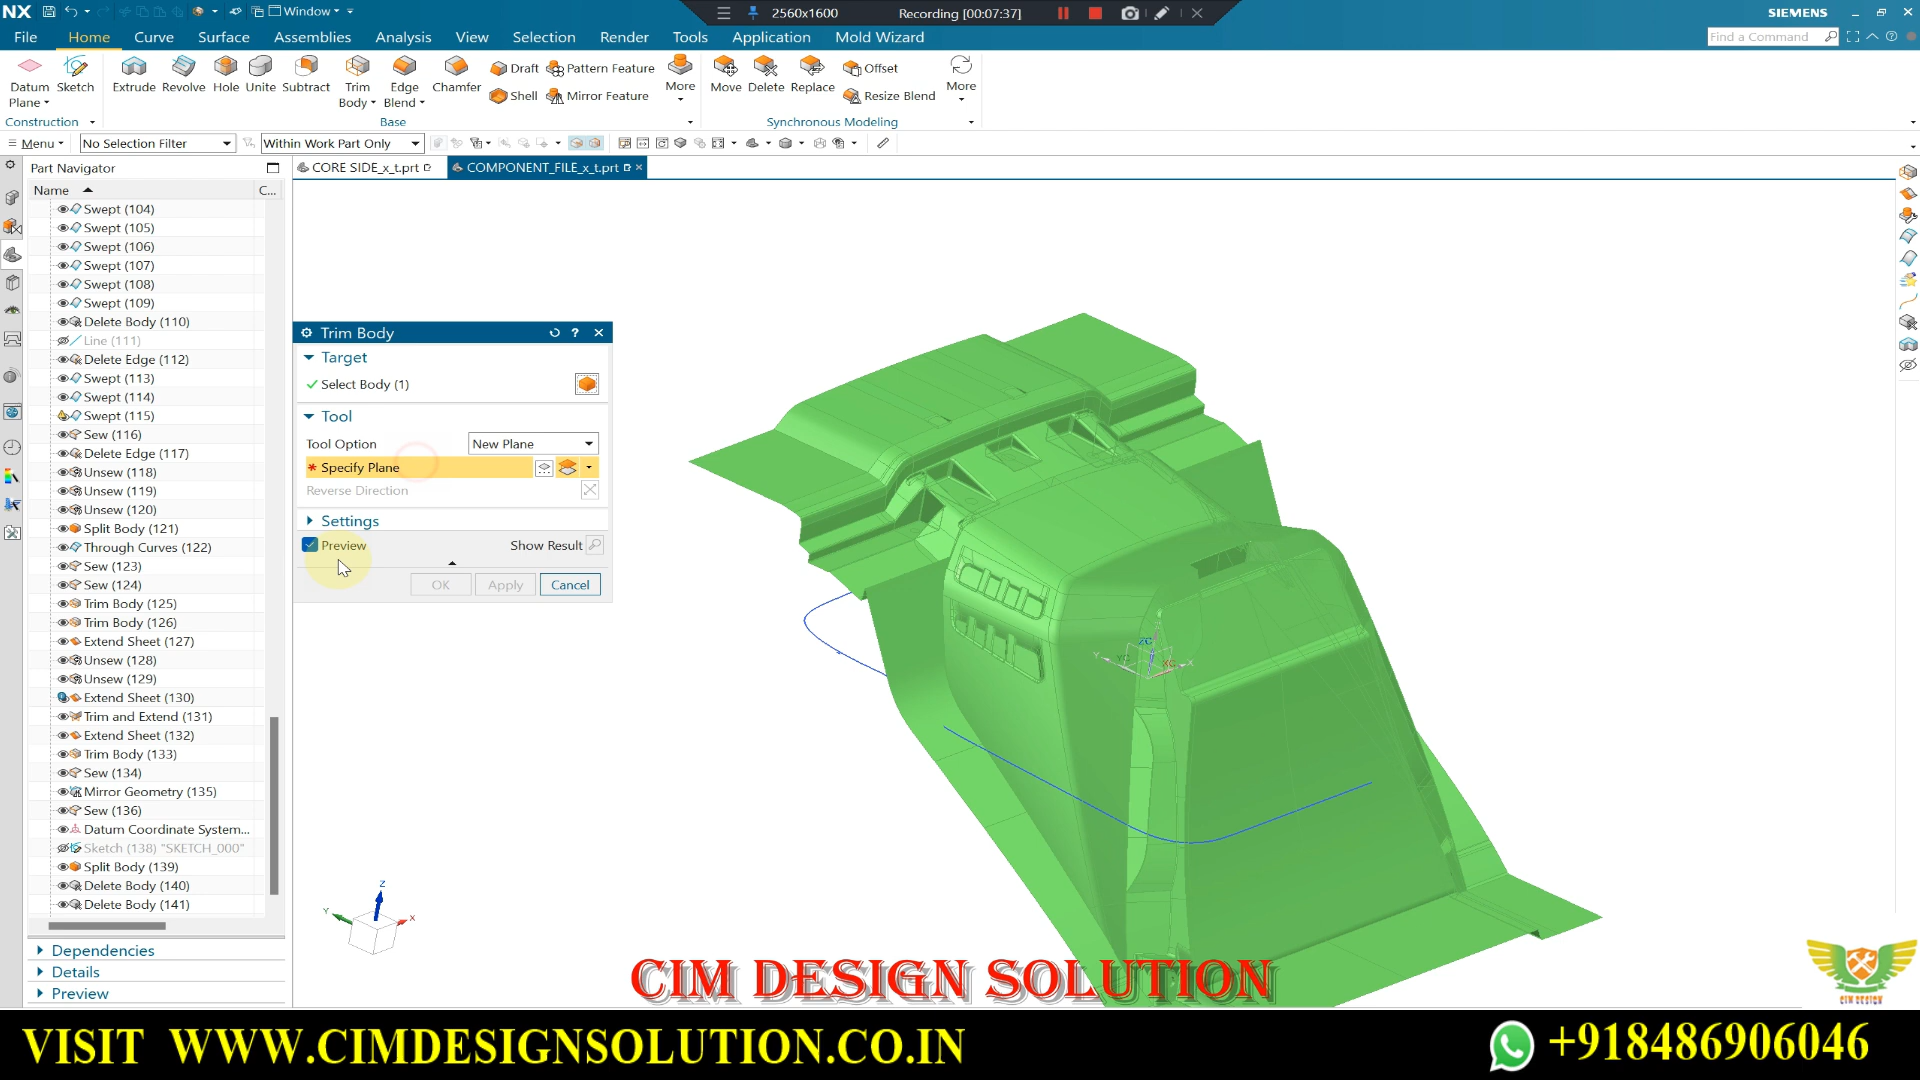 NX Window 2560x1600 Recording [00:07:37] SIEMENS
File Home Curve Surface Assemblies Analysis View Selection Render Tools Application Mold Wizard Find a Command
Datum Plane Sketch Extrude Revolve Hole Unite Subtract Trim Body Edge Blend Chamfer Draft Pattern Feature Shell Mirror Feature More Move Delete Replace Offset Resize Blend More
Construction Base Synchronous Modeling
Menu No Selection Filter Within Work Part Only
Part Navigator CORE SIDE_x_t.prt COMPONENT_FILE_x_t.prt
Name C...
Swept (104)
Swept (105)
Swept (106)
Swept (107)
Swept (108)
Swept (109)
Delete Body (110)
Line (111)
Delete Edge (112)
Swept (113)
Swept (114)
Swept (115)
Sew (116)
Delete Edge (117)
Unsew (118)
Unsew (119)
Unsew (120)
Split Body (121)
Through Curves (122)
Sew (123)
Sew (124)
Trim Body (125)
Trim Body (126)
Extend Sheet (127)
Unsew (128)
Unsew (129)
Extend Sheet (130)
Trim and Extend (131)
Extend Sheet (132)
Trim Body (133)
Sew (134)
Mirror Geometry (135)
Sew (136)
Datum Coordinate System...
Sketch (138) "SKETCH_000"
Split Body (139)
Delete Body (140)
Delete Body (141)
Dependencies
Details
Preview
Trim Body
Target
Select Body (1)
Tool
Tool Option New Plane
* Specify Plane
Reverse Direction
Settings
Preview Show Result
OK Apply Cancel
ZC
Y YC XC X
Z
Y X
CIM DESIGN SOLUTION
CIM DESIGN
VISIT WWW.CIMDESIGNSOLUTION.CO.IN +918486906046